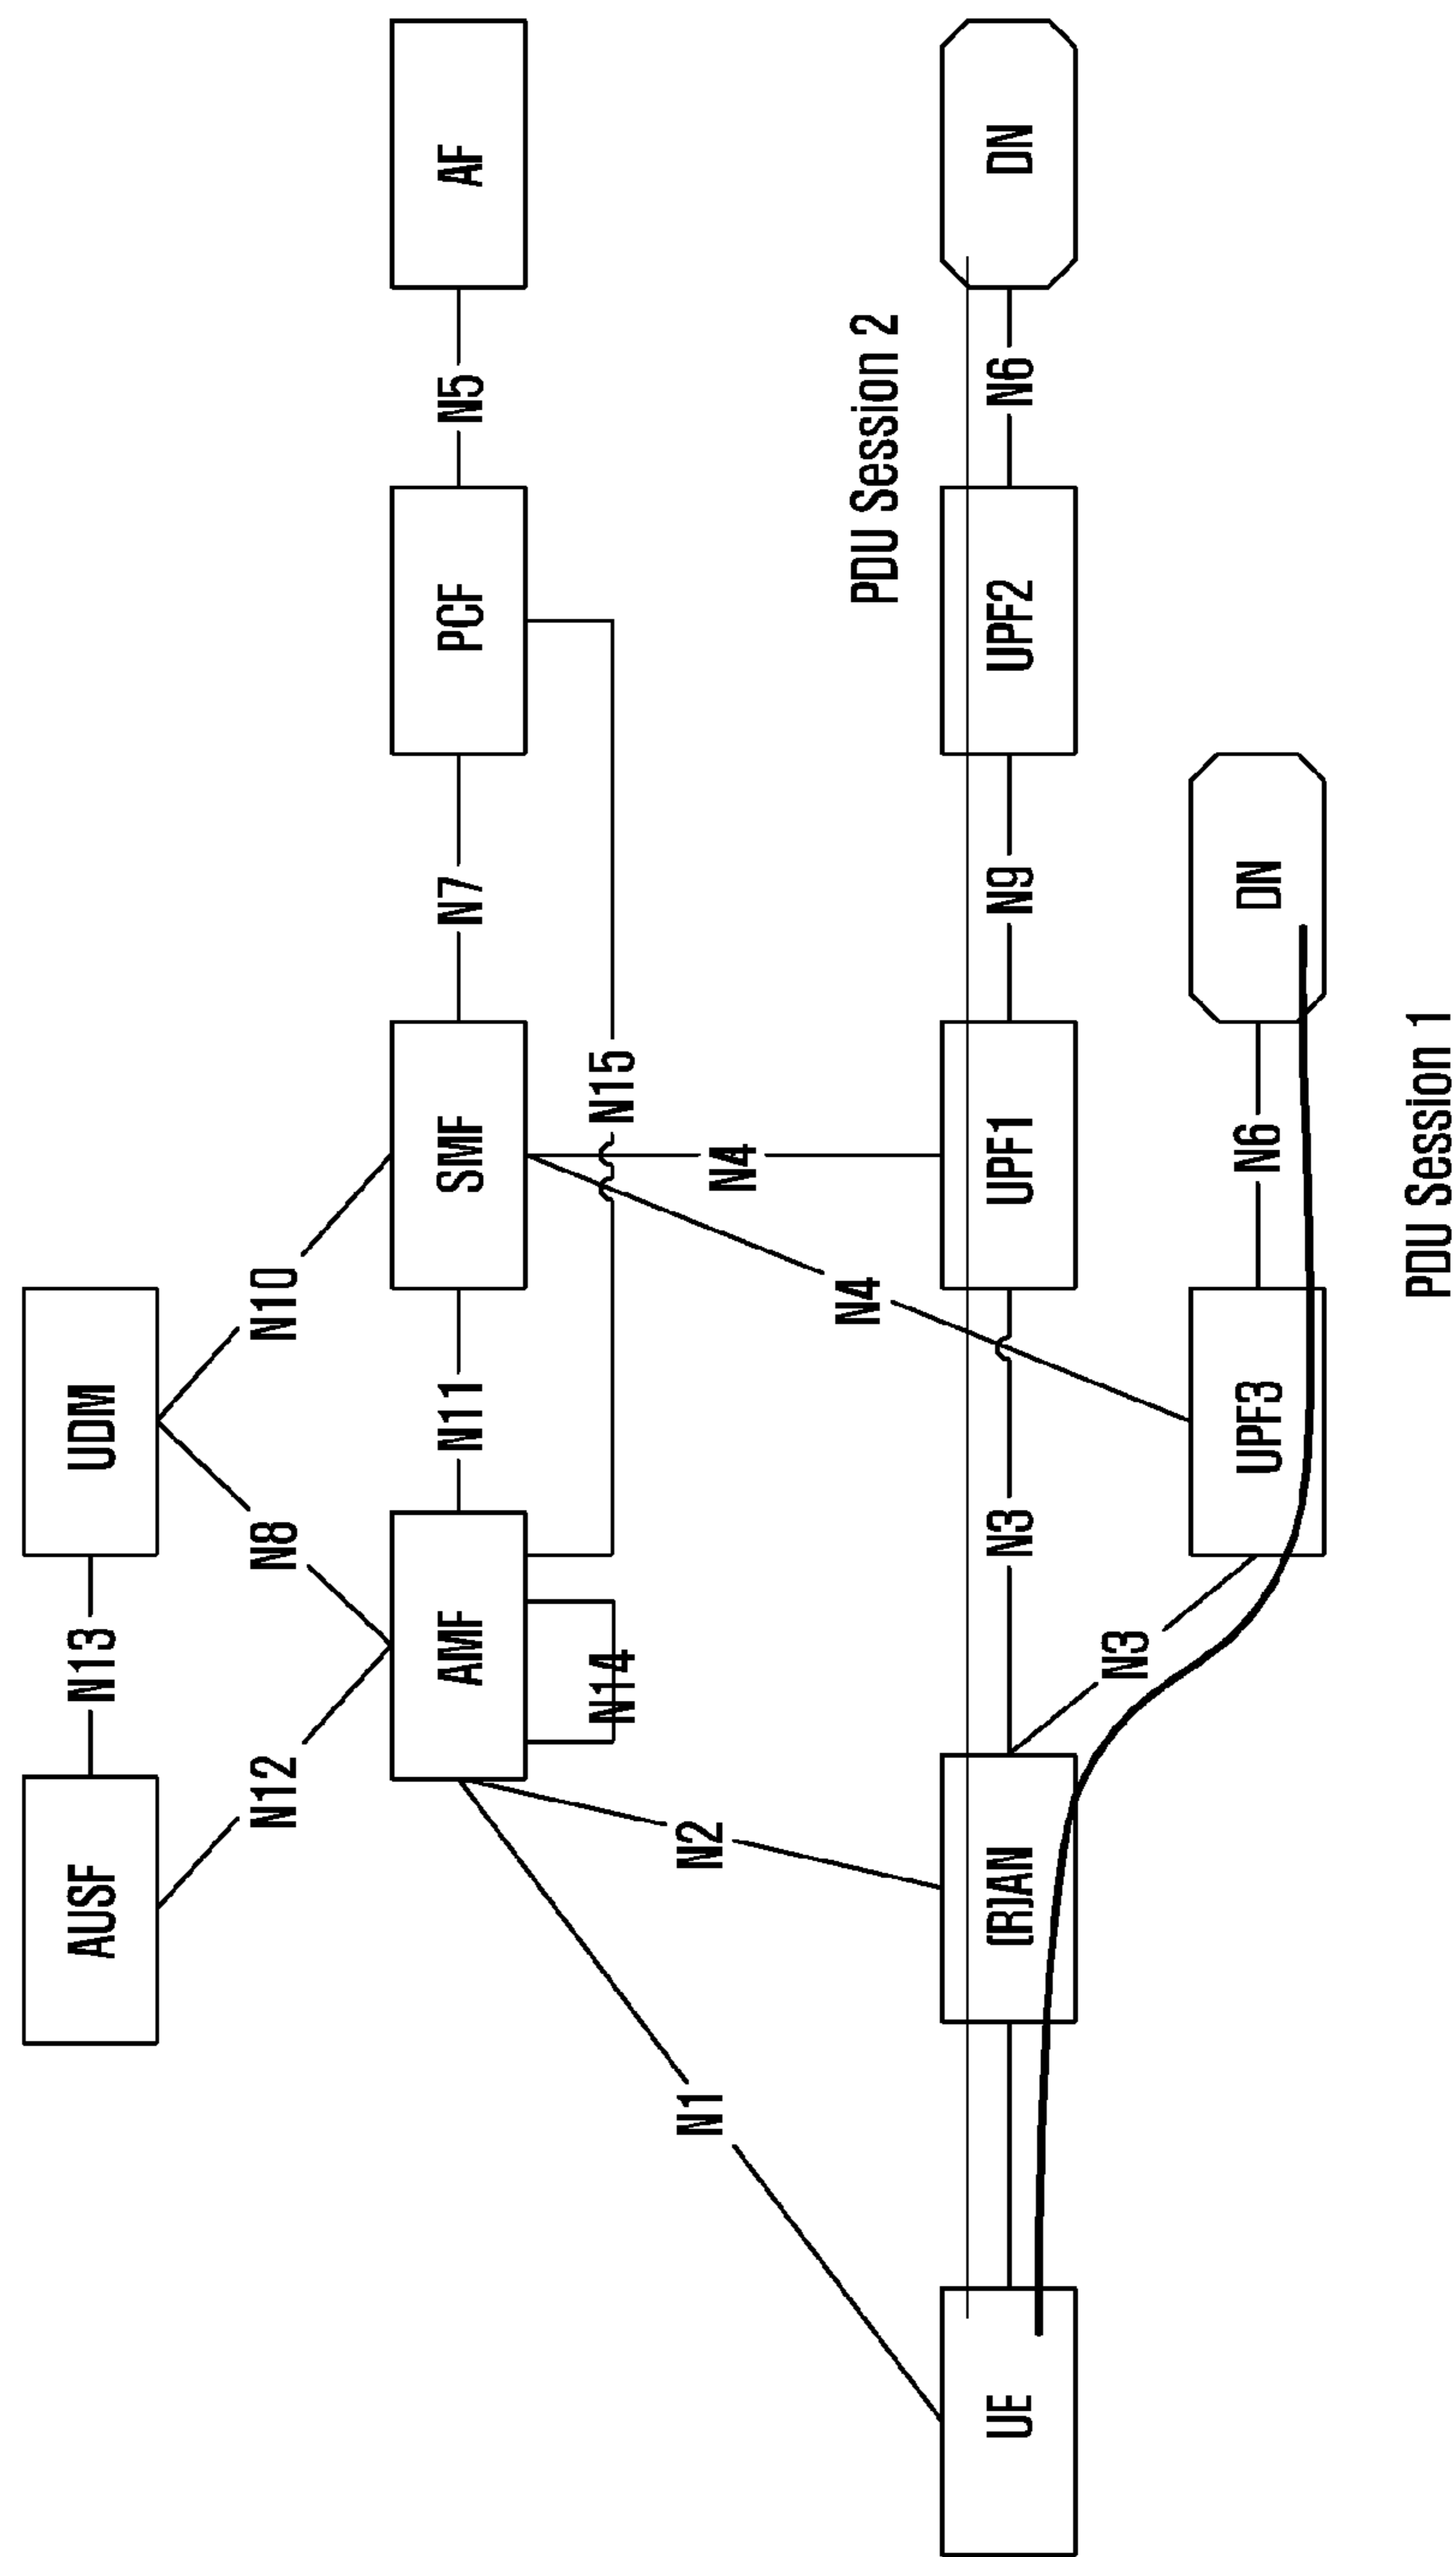 AUSF
N13
UDM
N12
N8
N10
AMF
N11
SMF
N7
PCF
N5
AF
N14
N15
N1
N2
N4
N4
PDU Session 2
UE
(R)AN
N3
UPF1
N9
UPF2
N6
DN
N3
UPF3
N6
DN
PDU Session 1